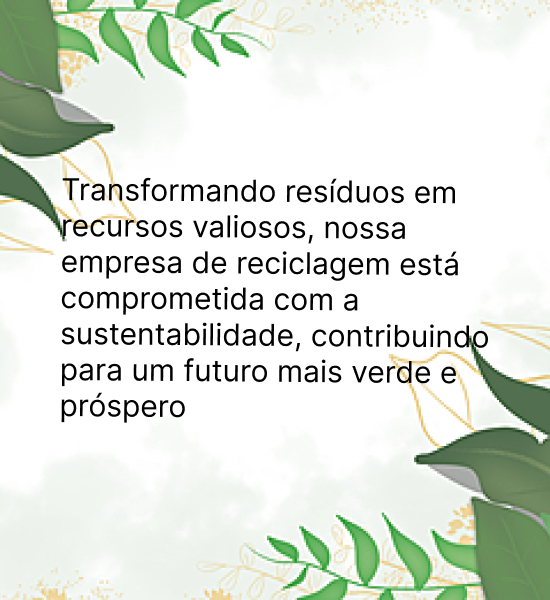 Transformando resíduos em
recursos valiosos, nossa
empresa de reciclagem está
comprometida com a
sustentabilidade, contribuindo
para um futuro mais verde e
próspero